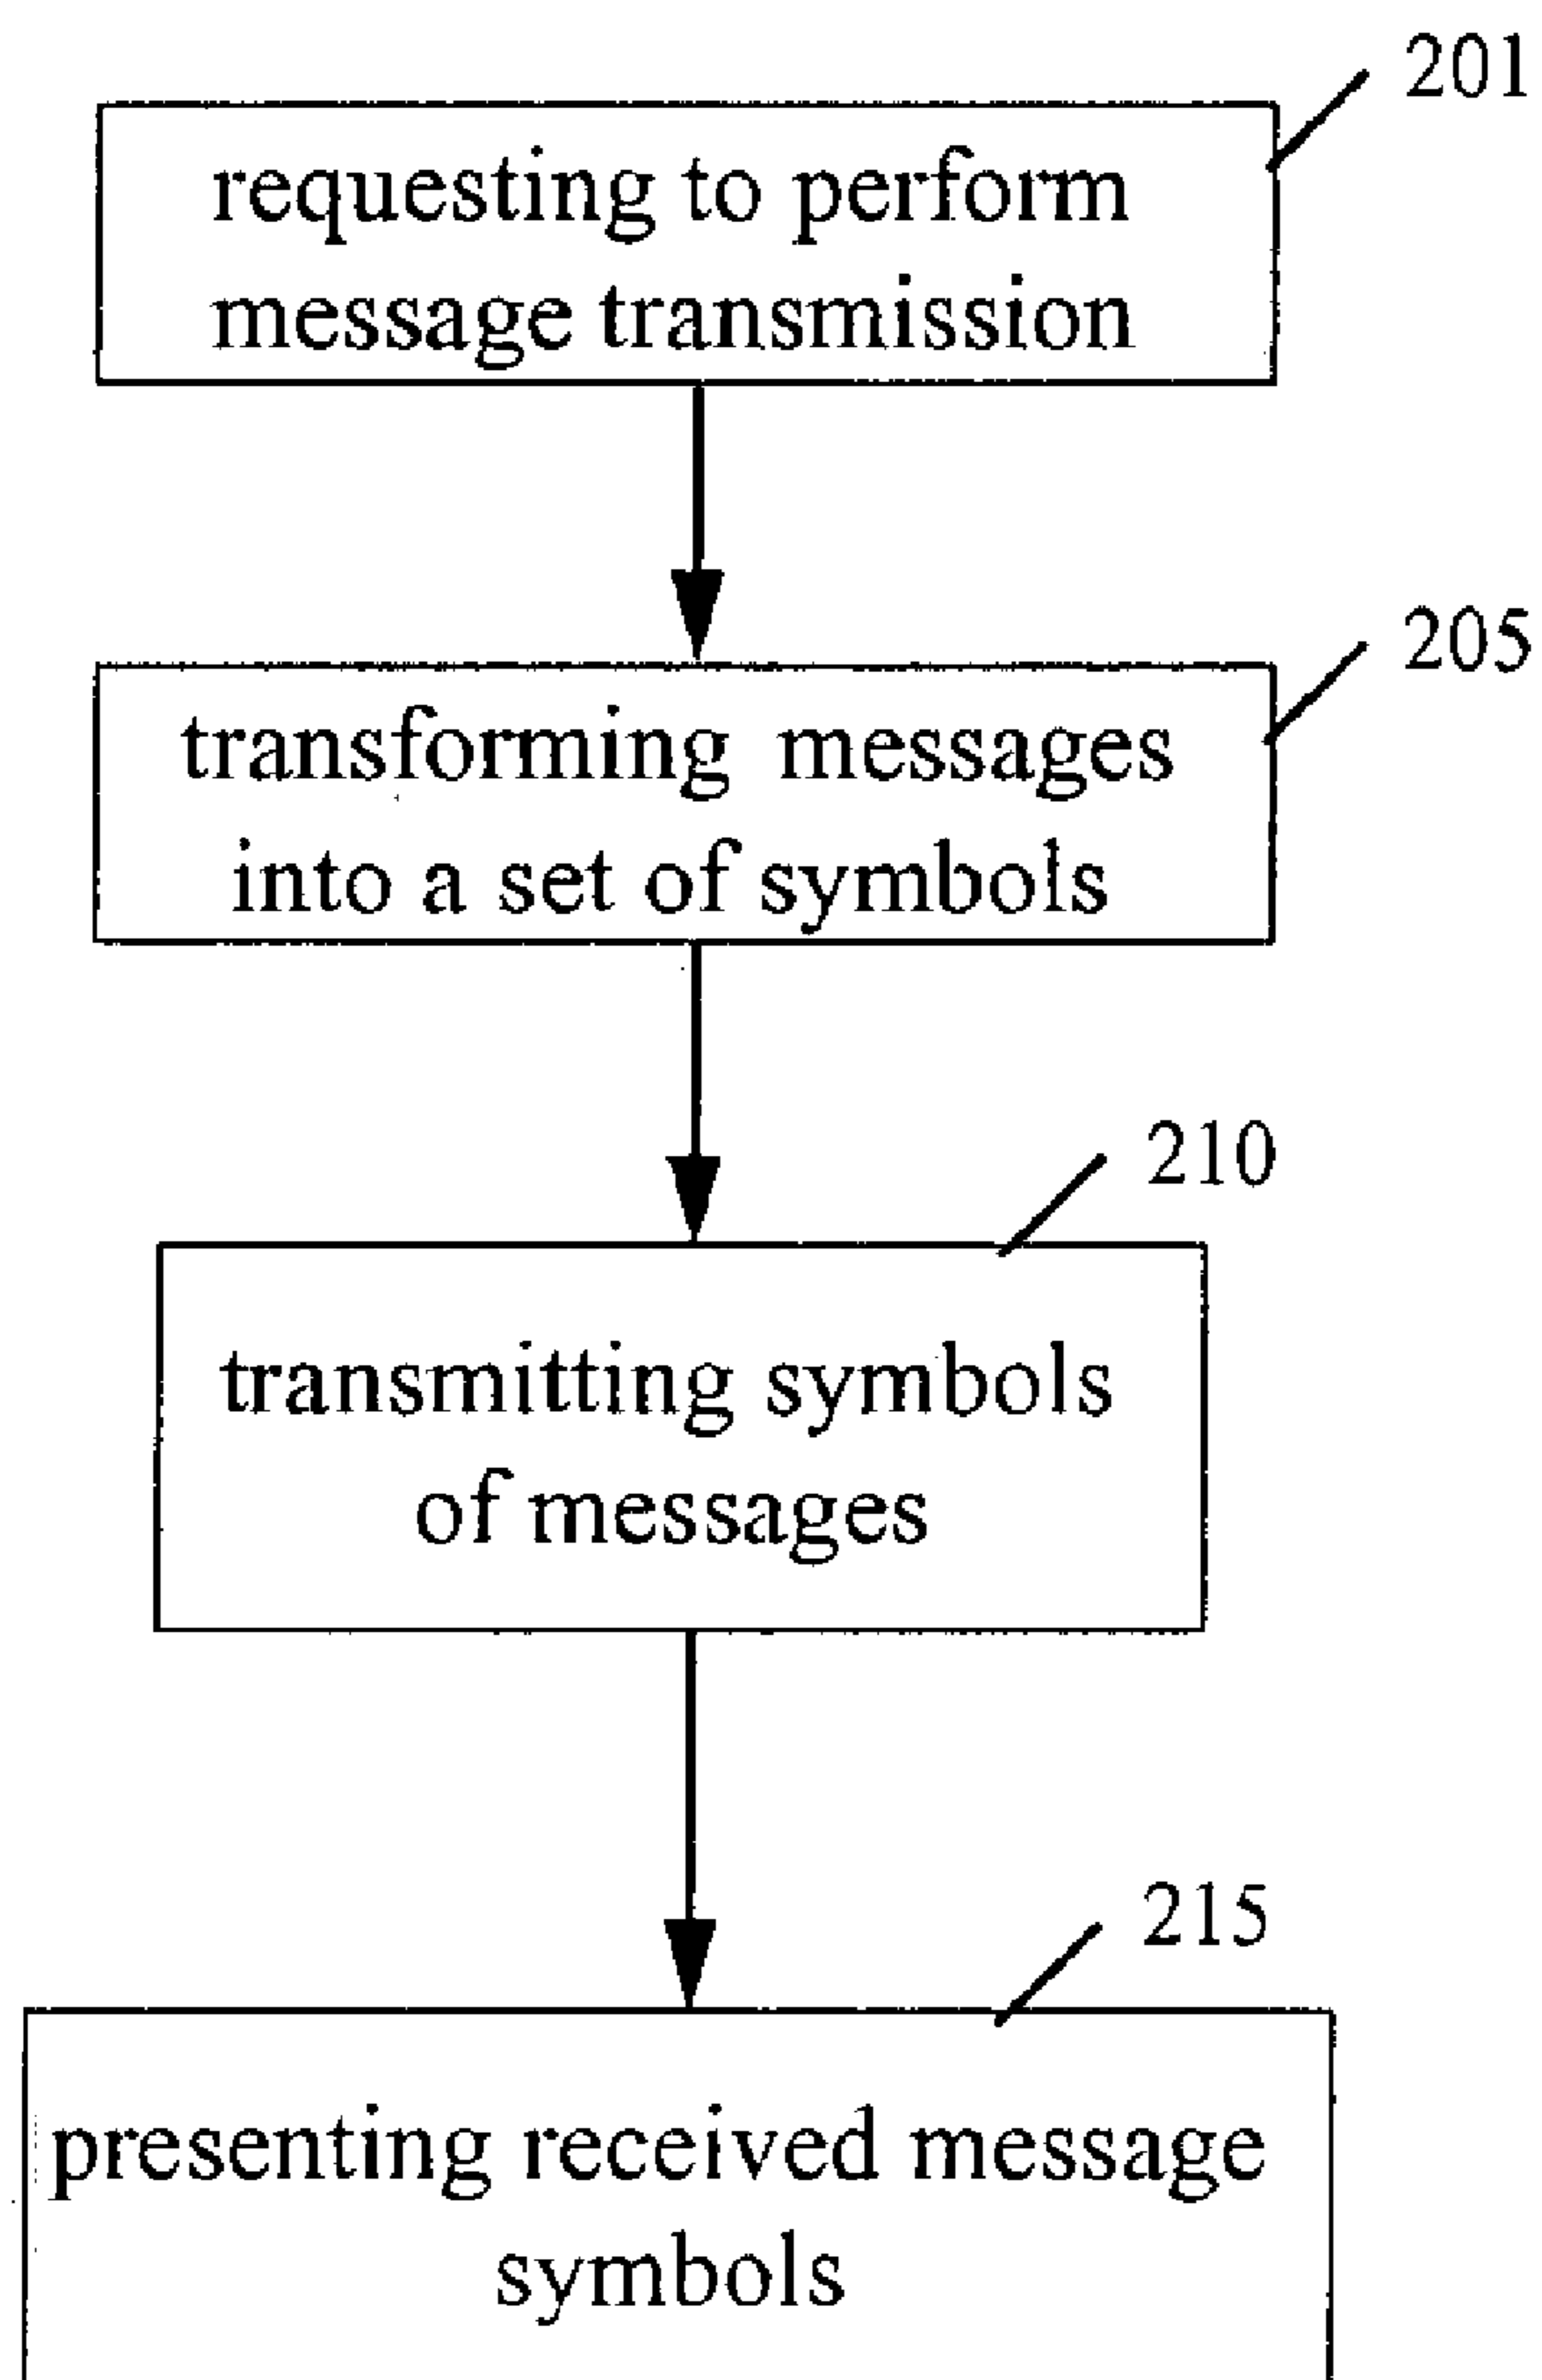 201
requesting to perform
message transmission
205
transforming messages
into a set of symbols
210
transmitting symbols
of messages
215
presenting received message
symbols